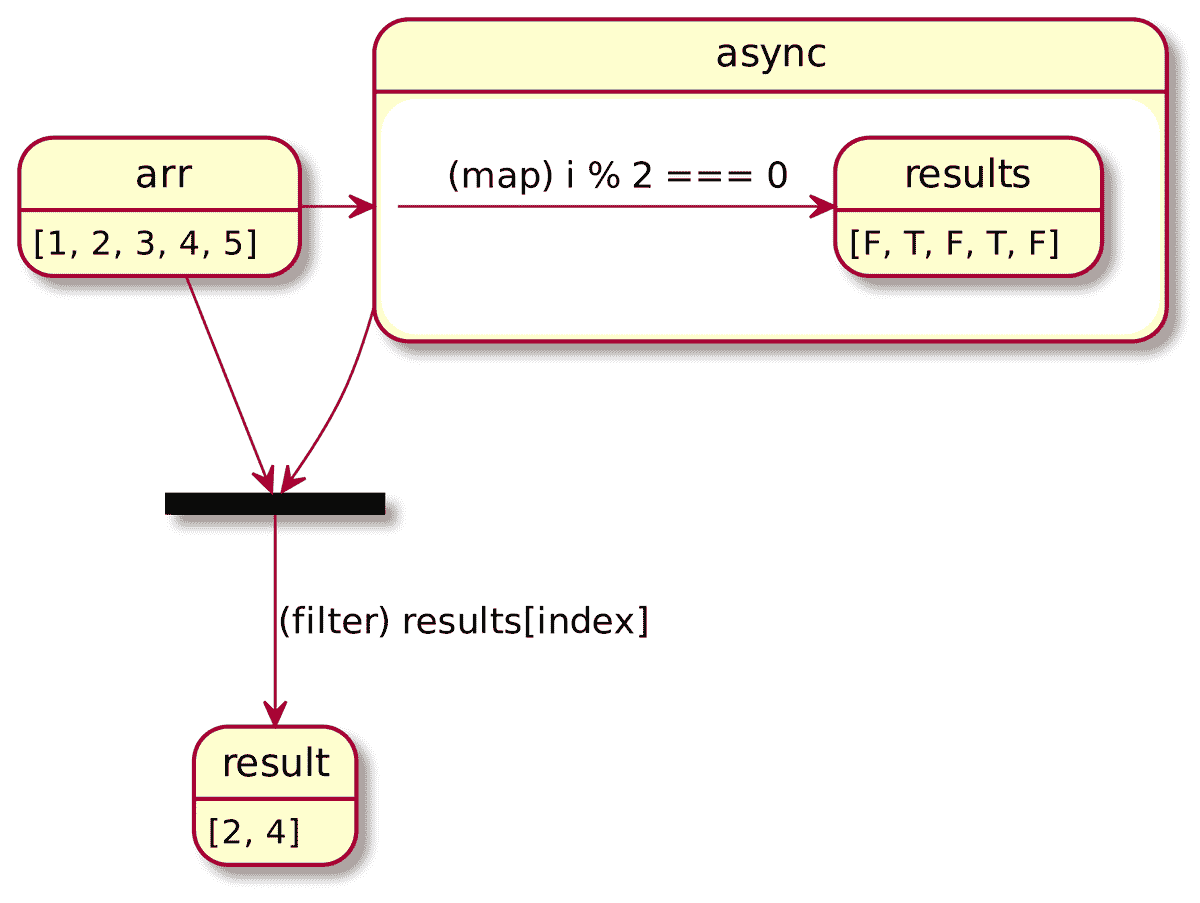 async
arr
[1, 2, 3, 4, 5]
(map) i % 2 === 0
results
[F, T, F, T, F]
(filter) results[index]
result
[2, 4]